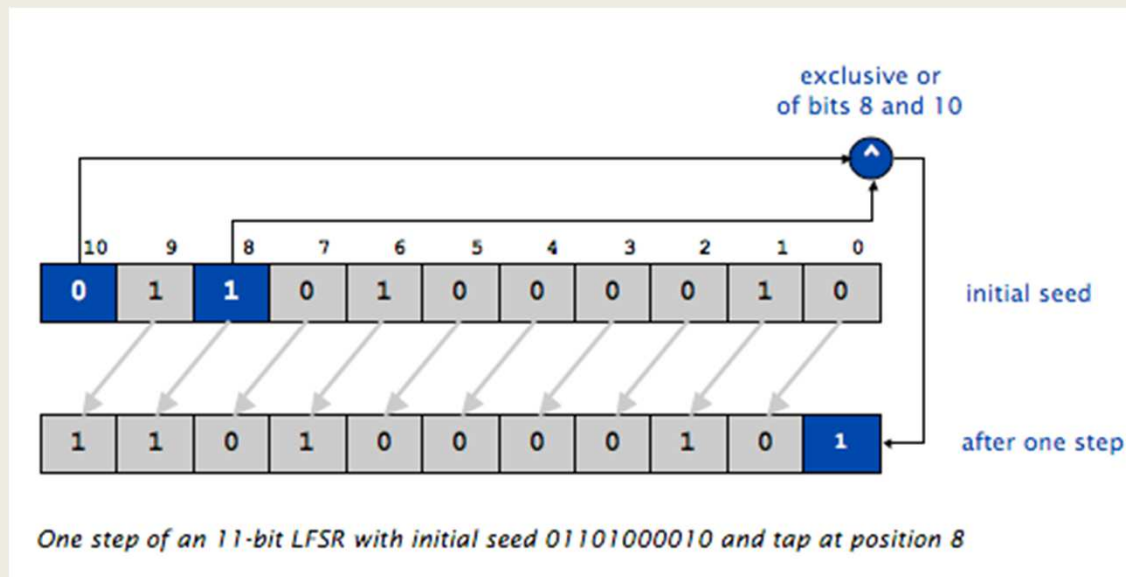 exclusive or
of bits 8 and 10
^
10 9 8 7 6 5 4 3 2 1 0
0 1 1 0 1 0 0 0 0 1 0
initial seed
1 1 0 1 0 0 0 0 1 0 1
after one step
One step of an 11-bit LFSR with initial seed 01101000010 and tap at position 8